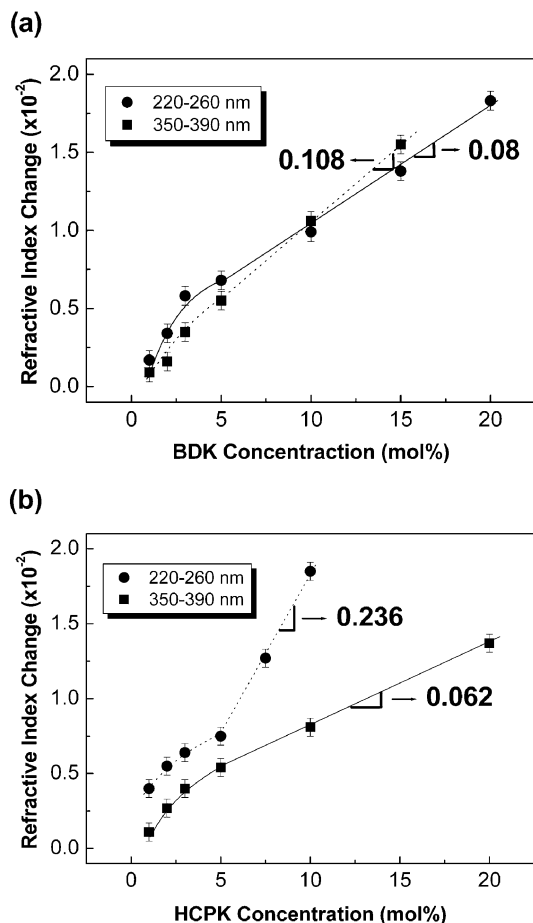 (a)
220-260 nm
350-390 nm
0.108
0.08
Refractive Index Change (x10-2)
2.0
1.5
1.0
0.5
0.0
0 5 10 15 20
BDK Concentraction (mol%)
(b)
220-260 nm
350-390 nm
0.236
0.062
Refractive Index Change (x10-2)
2.0
1.5
1.0
0.5
0.0
0 5 10 15 20
HCPK Concentration (mol%)